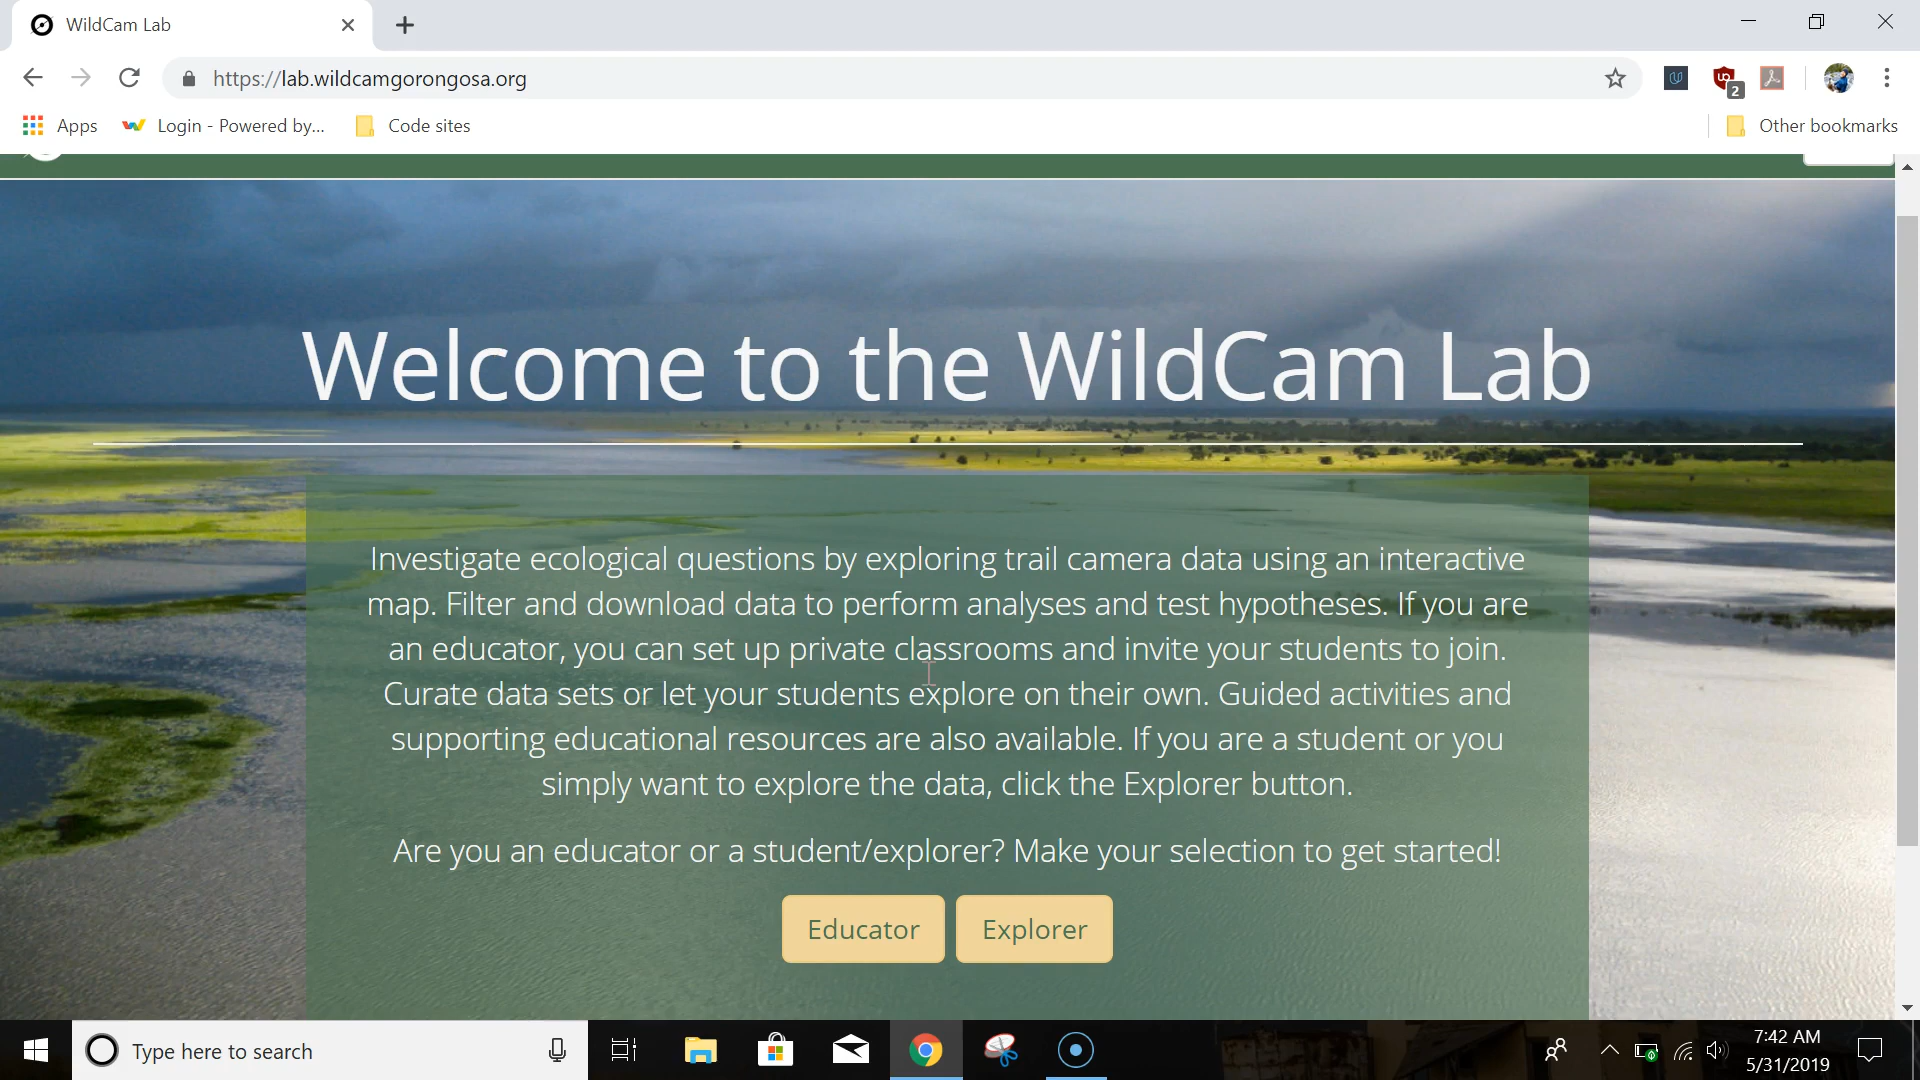 WildCam Lab
https://lab.wildcamgorongosa.org
2
Apps
Login - Powered by...
Code sites
Other bookmarks
Welcome to the WildCam Lab
Investigate ecological questions by exploring trail camera data using an interactive
map. Filter and download data to perform analyses and test hypotheses. If you are
an educator, you can set up private classrooms and invite your students to join.
Curate data sets or let your students explore on their own. Guided activities and
supporting educational resources are also available. If you are a student or you
simply want to explore the data, click the Explorer button.
Are you an educator or a student/explorer? Make your selection to get started!
Educator
Explorer
Type here to search
7:42 AM
5/31/2019